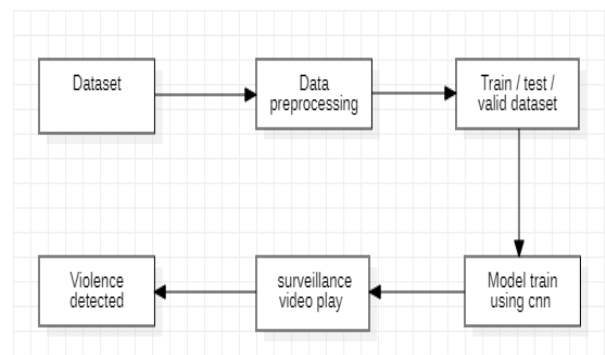 Dataset
Data
preprocessing
Train / test /
valid dataset
Model train
using cnn
surveillance
video play
Violence
detected